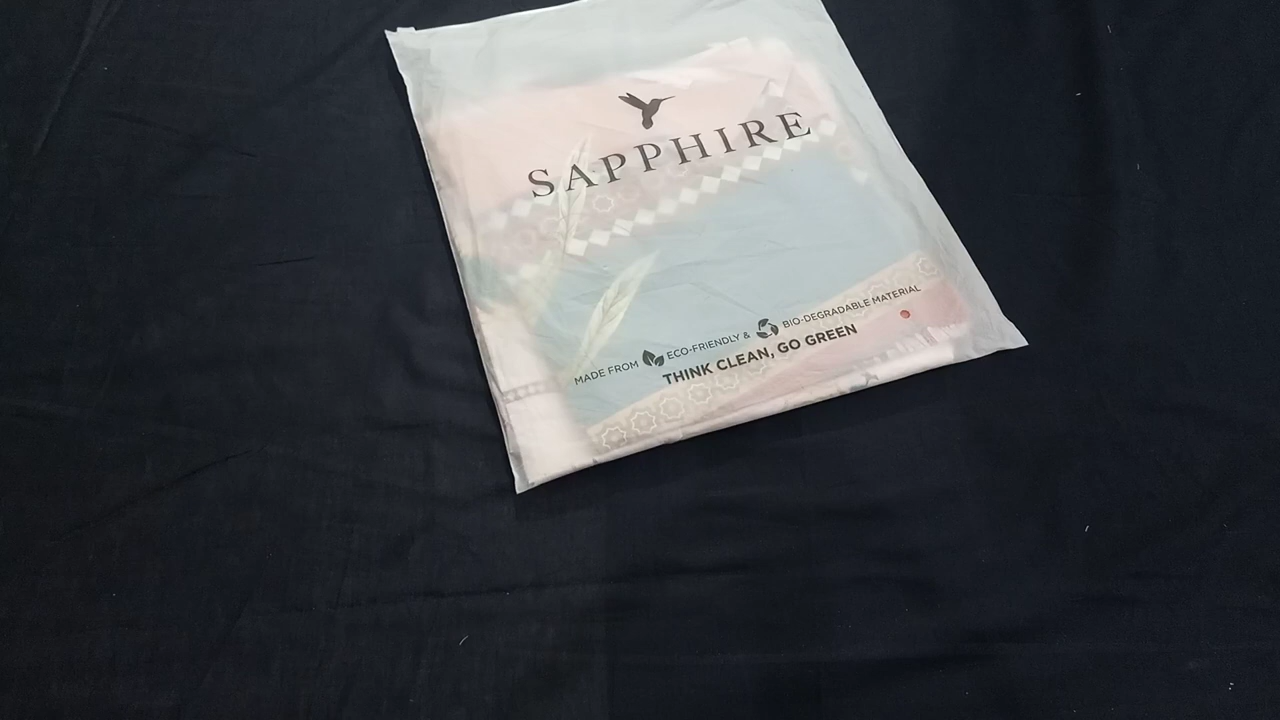 SAPPHIRE
MADE FROM ECO-FRIENDLY & BIO-DEGRADABLE MATERIAL
THINK CLEAN, GO GREEN